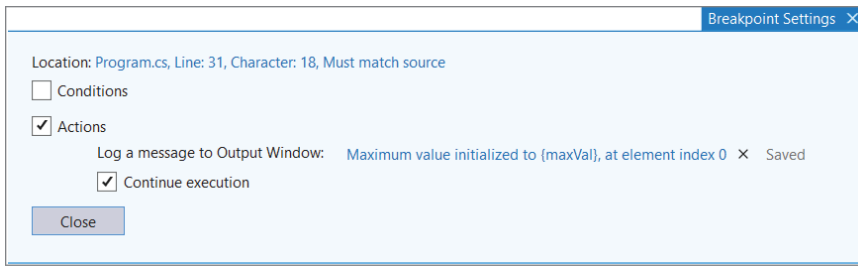 Breakpoint Settings ×
Location: Program.cs, Line: 31, Character: 18, Must match source
Conditions
Actions
Log a message to Output Window: Maximum value initialized to {maxVal}, at element index 0 × Saved
Continue execution
Close